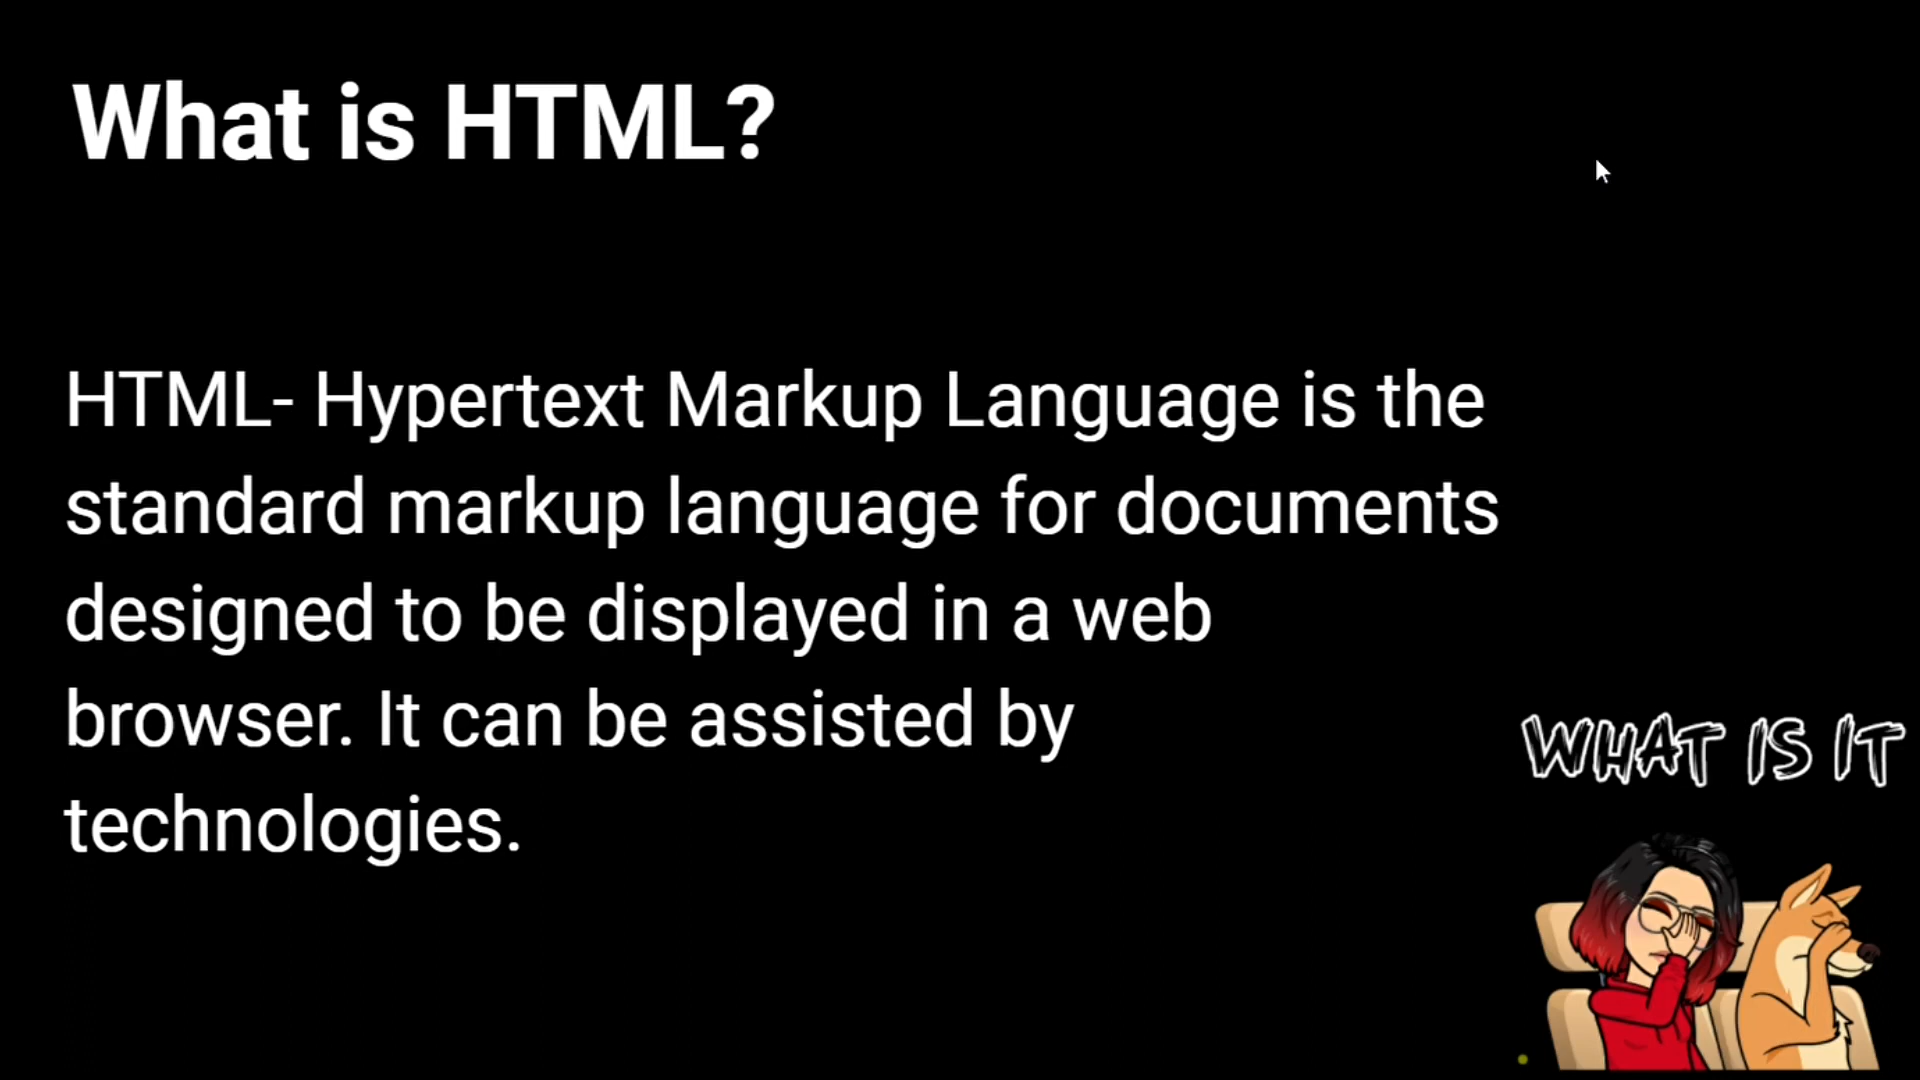 What is HTML?
HTML- Hypertext Markup Language is the
standard markup language for documents
designed to be displayed in a web
browser. It can be assisted by
technologies.
WHAT IS IT